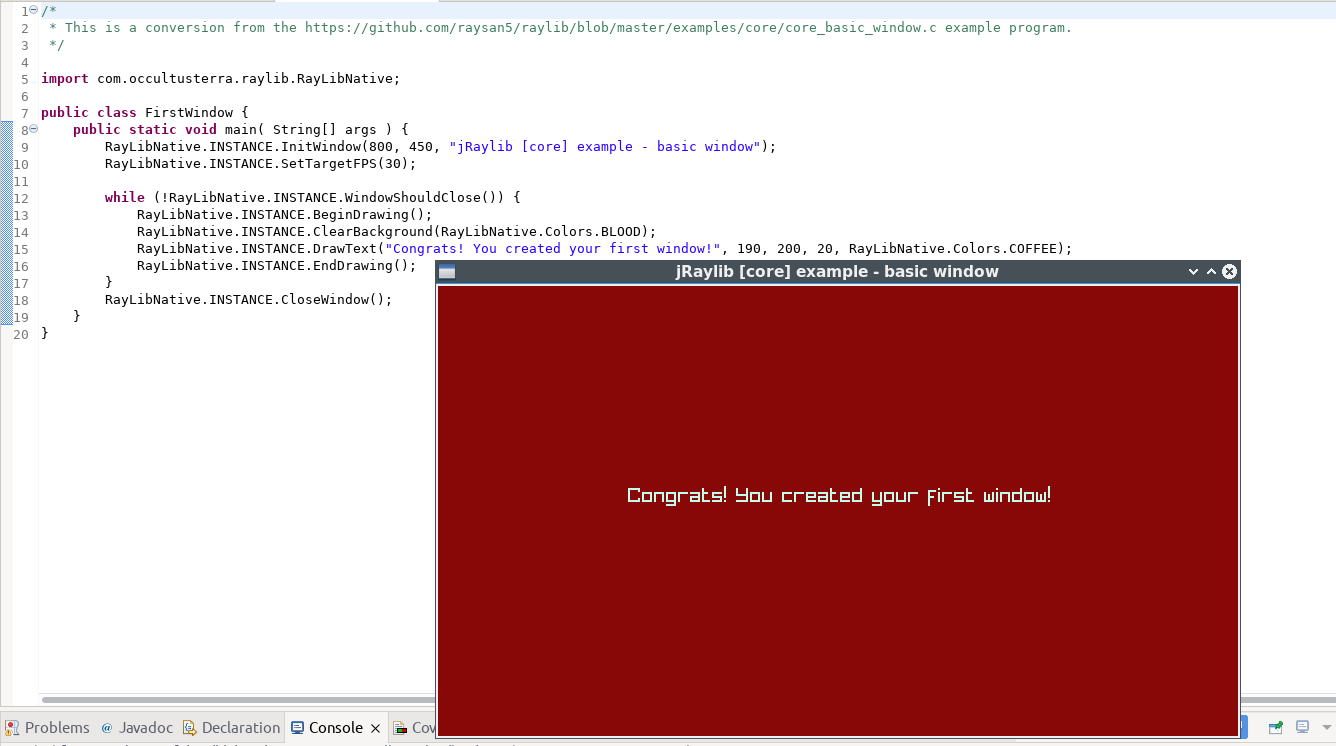 1 /*
2  * This is a conversion from the https://github.com/raysan5/raylib/blob/master/examples/core/core_basic_window.c example program.
3  */
4
5 import com.occultusterra.raylib.RayLibNative;
6
7 public class FirstWindow {
8     public static void main( String[] args ) {
9         RayLibNative.INSTANCE.InitWindow(800, 450, "jRaylib [core] example - basic window");
10         RayLibNative.INSTANCE.SetTargetFPS(30);
11
12         while (!RayLibNative.INSTANCE.WindowShouldClose()) {
13             RayLibNative.INSTANCE.BeginDrawing();
14             RayLibNative.INSTANCE.ClearBackground(RayLibNative.Colors.BLOOD);
15             RayLibNative.INSTANCE.DrawText("Congrats! You created your first window!", 190, 200, 20, RayLibNative.Colors.COFFEE);
16             RayLibNative.INSTANCE.EndDrawing();
17         }
18         RayLibNative.INSTANCE.CloseWindow();
19     }
20 }
jRaylib [core] example - basic window
Congrats! You created your first window!
Problems @ Javadoc Declaration Console